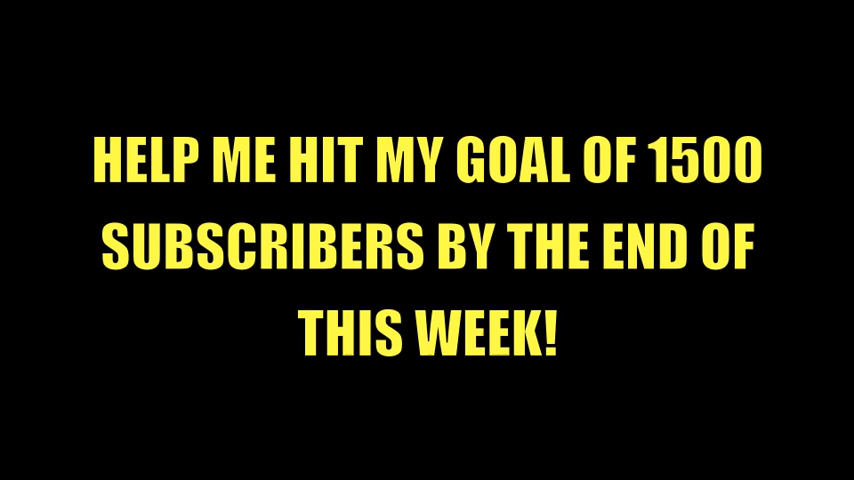 HELP ME HIT MY GOAL OF 1500
SUBSCRIBERS BY THE END OF
THIS WEEK!